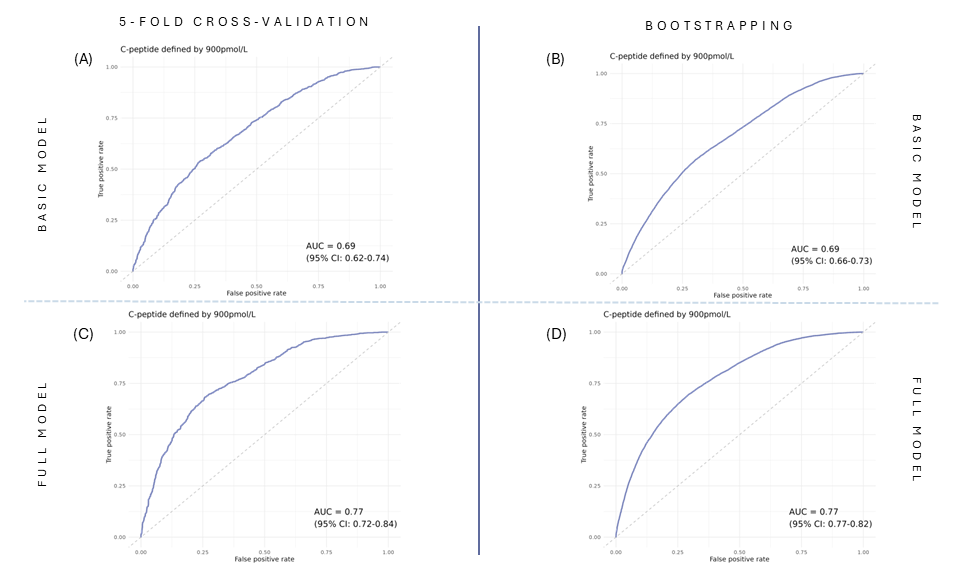 5-FOLD CROSS-VALIDATION
BOOTSTRAPPING
(A)
C-peptide defined by 900pmol/L
BASIC MODEL
True positive rate
1.00
0.75
0.50
0.25
0.00
AUC = 0.69
(95% CI: 0.62-0.74)
0.00 0.25 0.50 0.75 1.00
False positive rate
(B)
C-peptide defined by 900pmol/L
BASIC MODEL
True positive rate
1.00
0.75
0.50
0.25
0.00
AUC = 0.69
(95% CI: 0.66-0.73)
0.00 0.25 0.50 0.75 1.00
False positive rate
(C)
C-peptide defined by 900pmol/L
FULL MODEL
True positive rate
1.00
0.75
0.50
0.25
0.00
AUC = 0.77
(95% CI: 0.72-0.84)
0.00 0.25 0.50 0.75 1.00
False positive rate
(D)
C-peptide defined by 900pmol/L
FULL MODEL
True positive rate
1.00
0.75
0.50
0.25
0.00
AUC = 0.77
(95% CI: 0.77-0.82)
0.00 0.25 0.50 0.75 1.00
False positive rate